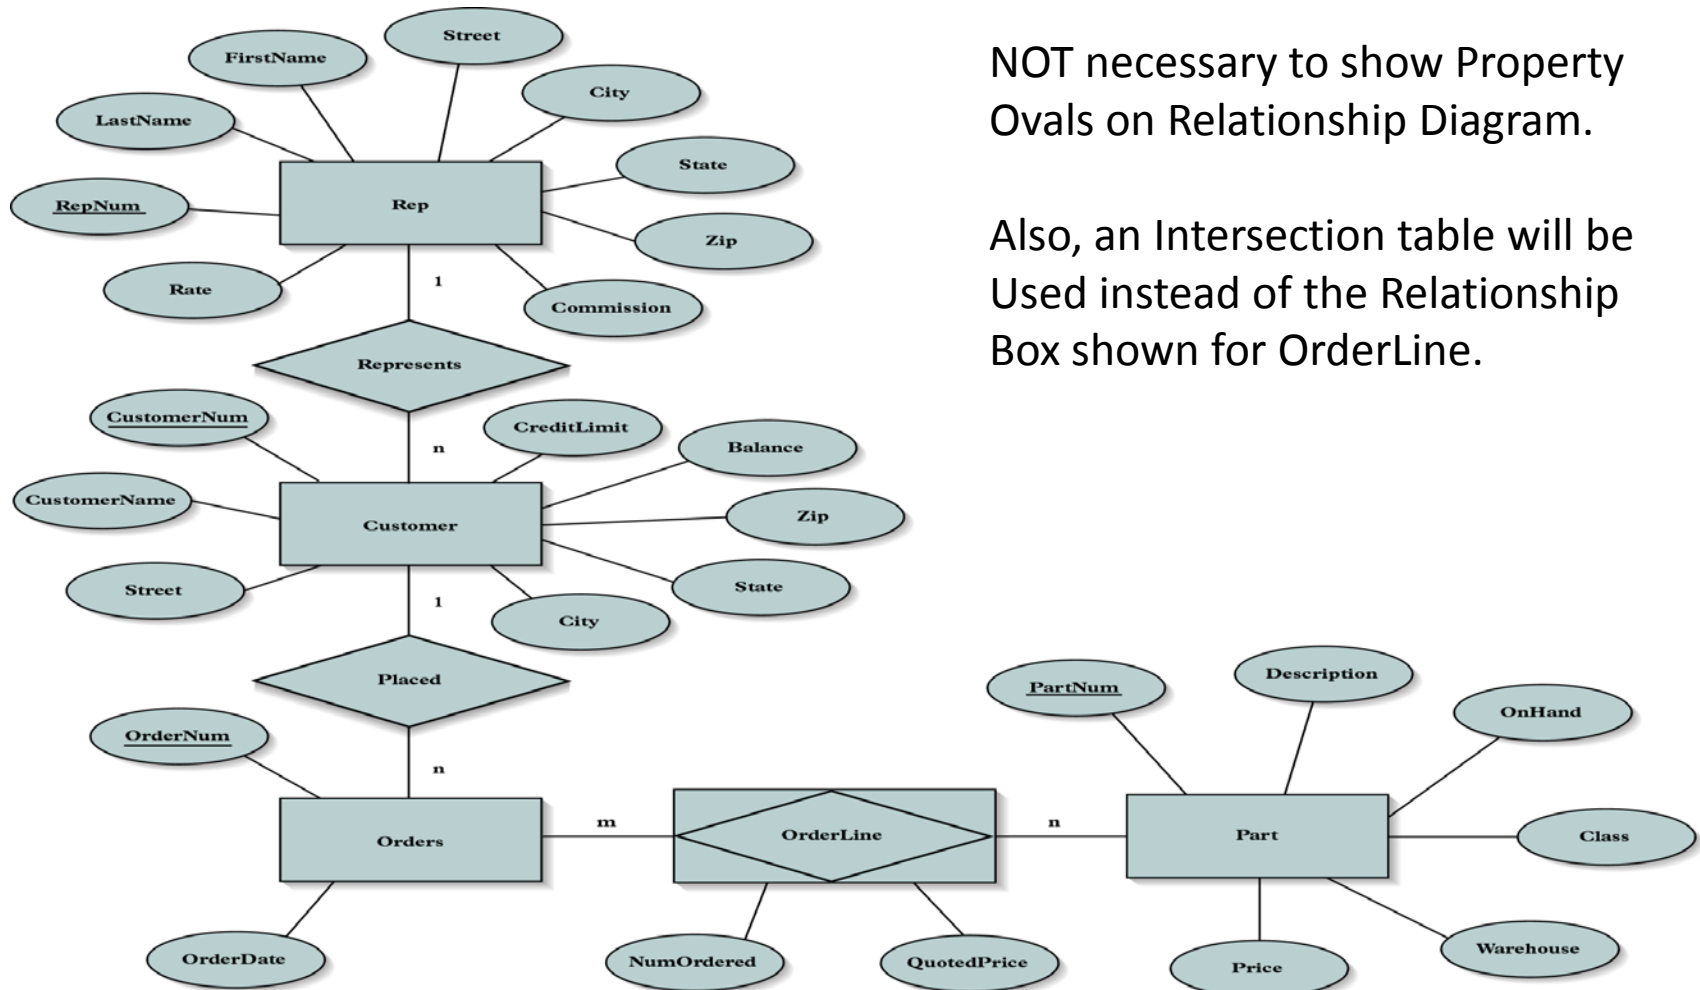 Street
FirstName
City
LastName
State
RepNum
Rep
Zip
Rate
1
Commission
Represents
CustomerNum
CreditLimit
n
Balance
CustomerName
Customer
Zip
Street
1
State
City
Placed
OrderNum
n
Orders
OrderDate
m
OrderLine
n
NumOrdered
QuotedPrice
PartNum
Description
OnHand
Part
Class
Price
Warehouse
NOT necessary to show Property
Ovals on Relationship Diagram.
Also, an Intersection table will be
Used instead of the Relationship
Box shown for OrderLine.